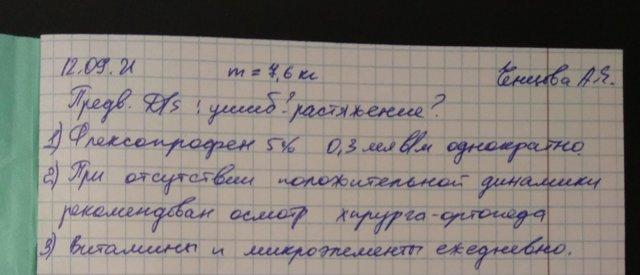 12.09.21 m = 7,6 кг Ченцова А.Я.
Предв. Ds: ушиб? растяжение?
1) Флексопрофен 5% 0,3 мл в/м однократно.
2) При отсутствии положительной динамики
рекомендован осмотр хирурга-ортопеда
3) Витамины и микроэлементы ежедневно.